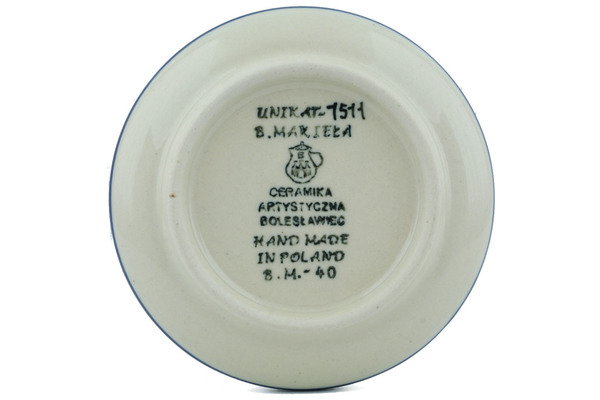 UNIKAT-1511
B. MAKIEŁA
B
CERAMIKA
ARTYSTYCZNA
BOLESŁAWIEC
HAND MADE
IN POLAND
B.M.-40